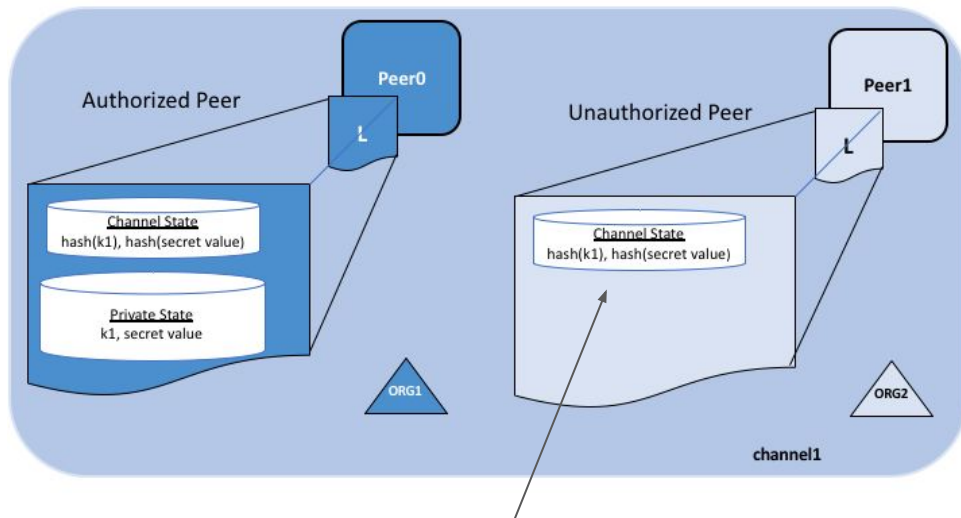 Peer0
Authorized Peer
L
Channel State
hash(k1), hash(secret value)
Private State
k1, secret value
ORG1
Peer1
Unauthorized Peer
L
Channel State
hash(k1), hash(secret value)
ORG2
channel1